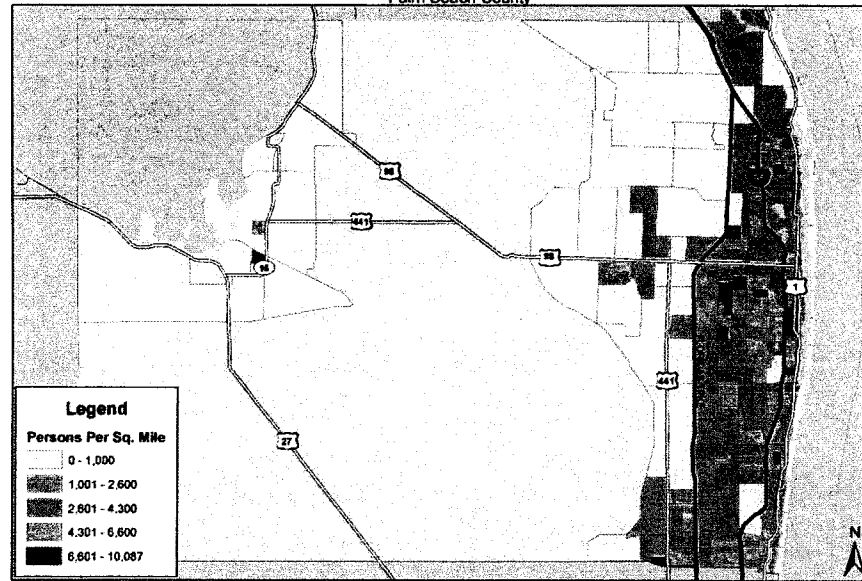 Palm Beach County
98
441
98
15
1
441
27
Legend
Persons Per Sq. Mile
0 - 1,000
1,001 - 2,600
2,601 - 4,300
4,301 - 6,600
6,601 - 10,087
N